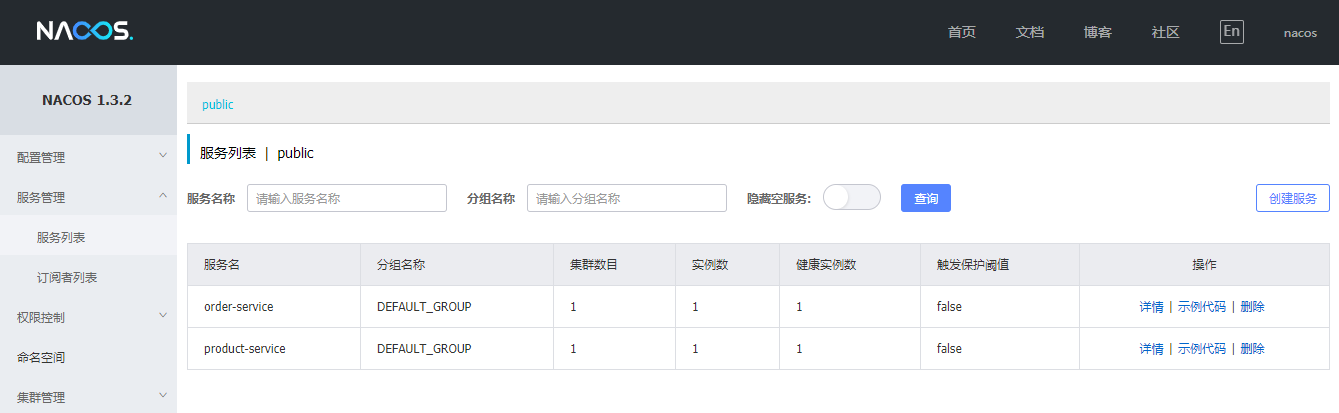 NACOS. 首页 文档 博客 社区 En nacos
NACOS 1.3.2
配置管理
服务管理
服务列表
订阅者列表
权限控制
命名空间
集群管理
public
服务列表 | public
服务名称 请输入服务名称 分组名称 请输入分组名称 隐藏空服务: 查询 创建服务
服务名 分组名称 集群数目 实例数 健康实例数 触发保护阈值 操作
order-service DEFAULT_GROUP 1 1 1 false 详情 | 示例代码 | 删除
product-service DEFAULT_GROUP 1 1 1 false 详情 | 示例代码 | 删除